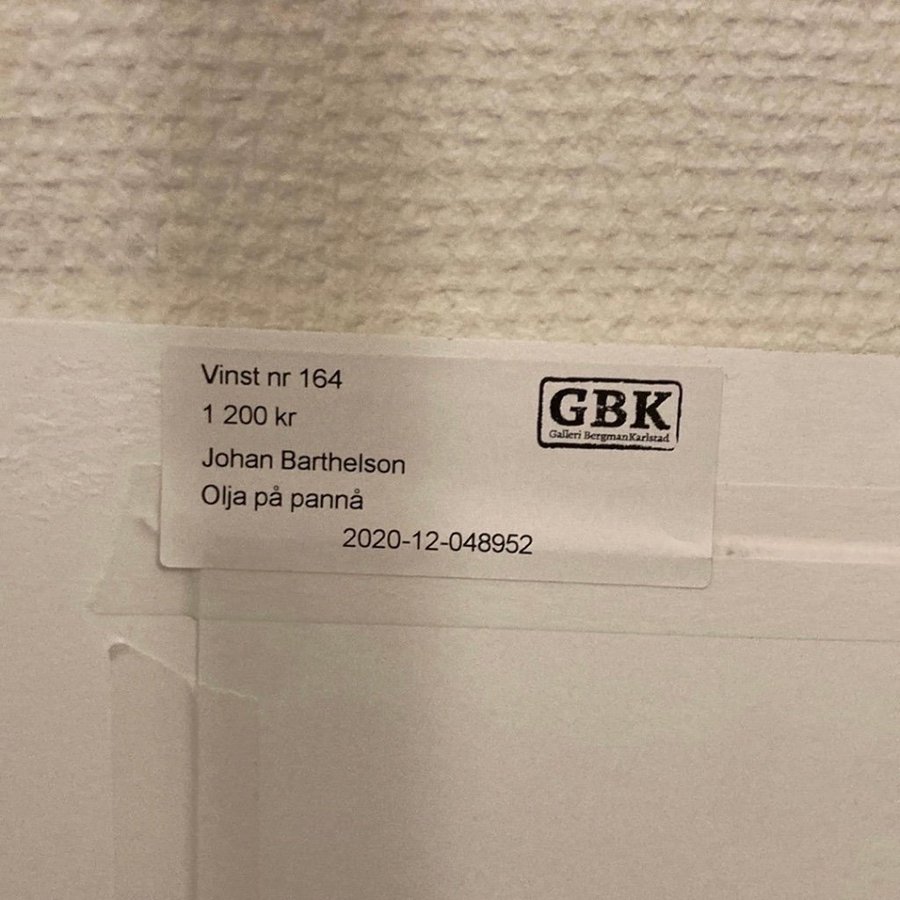 Vinst nr 164
1 200 kr
Johan Barthelson
Olja på pannå
2020-12-048952
GBK
Galleri BergmanKarlstad